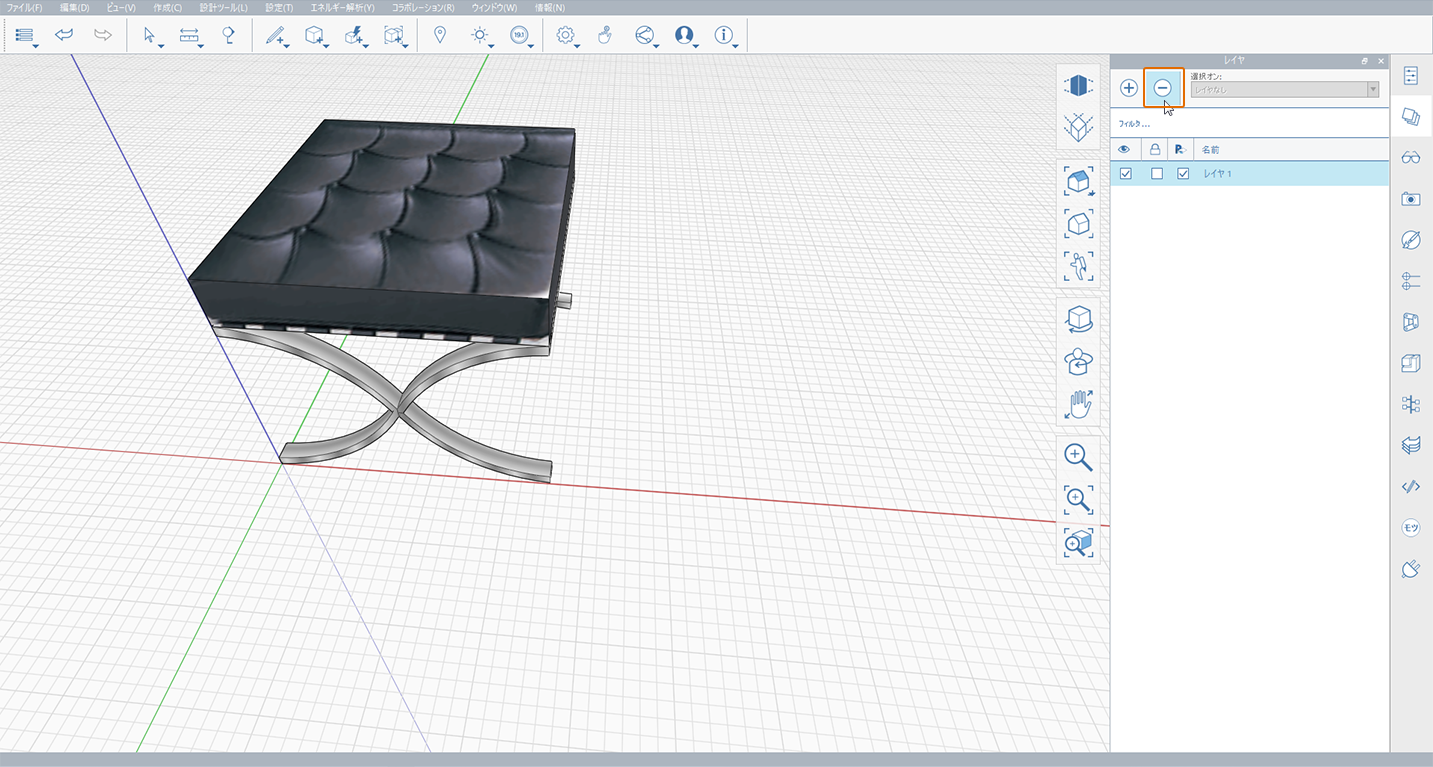 ファイル(F) 編集(D) ビュー(V) 作成(C) 設計ツール(L) 設定(T) エネルギー解析(Y) コラボレーション(R) ウィンドウ(W) 情報(N)
19:1
レイヤ
選択オン:
レイヤなし
フィルタ...
名前
レイヤ 1
モツ